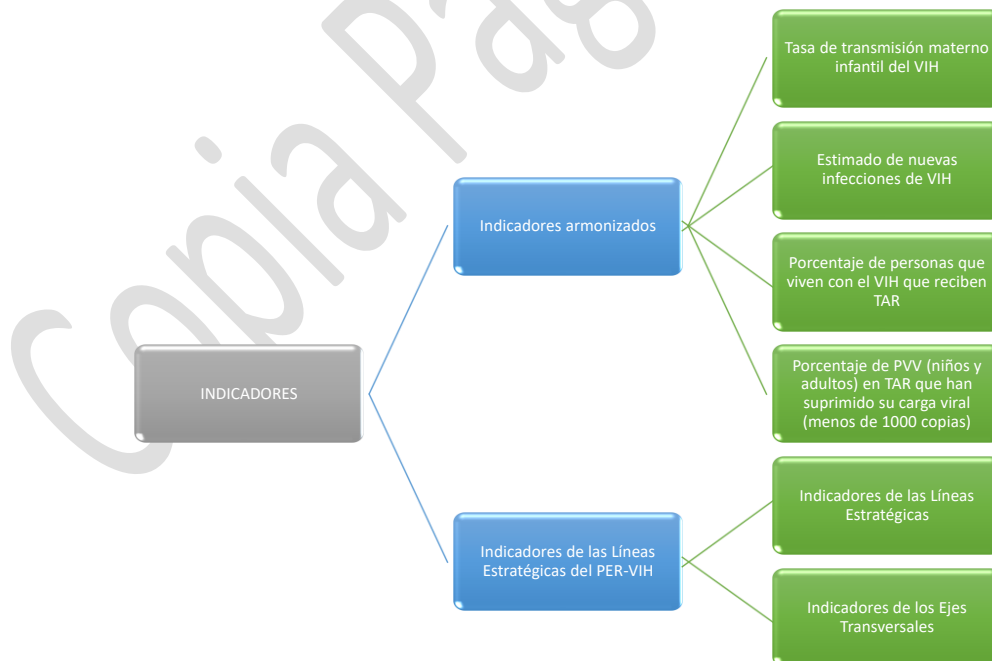 Copia Pág
INDICADORES
Indicadores armonizados
Tasa de transmisión materno
infantil del VIH
Estimado de nuevas
infecciones de VIH
Porcentaje de personas que
viven con el VIH que reciben
TAR
Porcentaje de PVV (niños y
adultos) en TAR que han
suprimido su carga viral
(menos de 1000 copias)
Indicadores de las Líneas
Estratégicas del PER-VIH
Indicadores de las Líneas
Estratégicas
Indicadores de los Ejes
Transversales